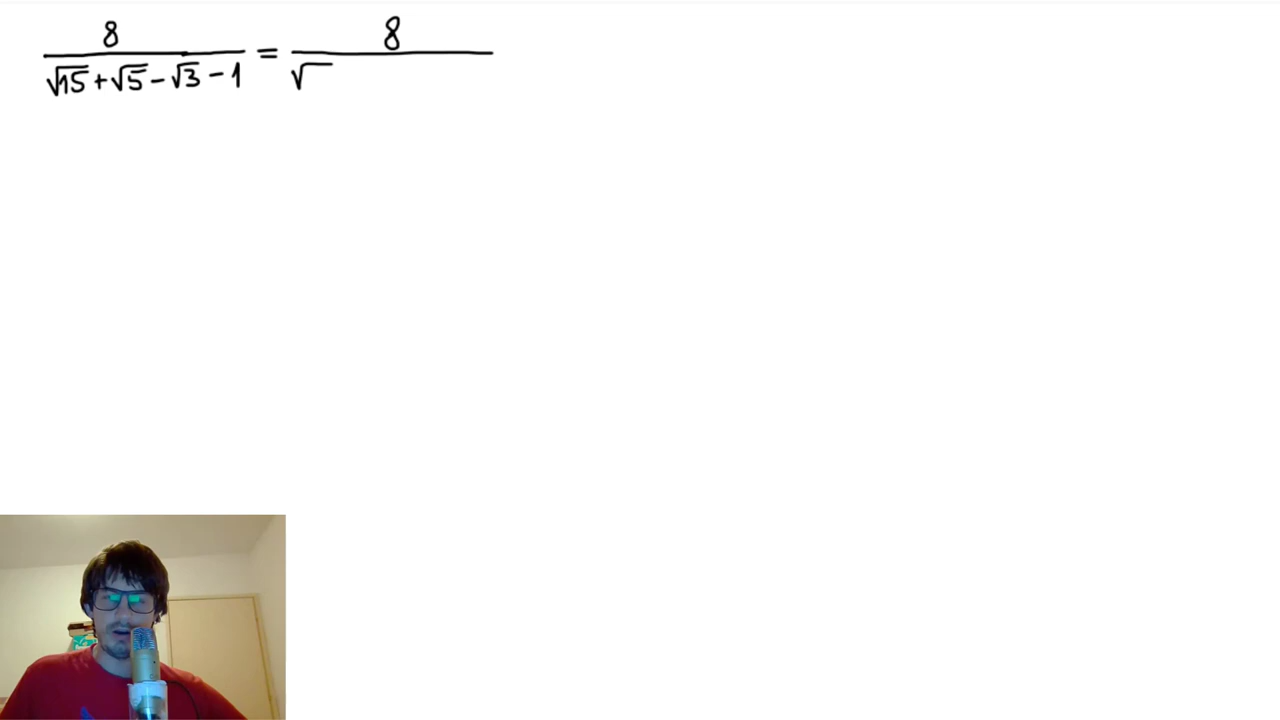 8/(√15+√5-√3-1) = 8/√